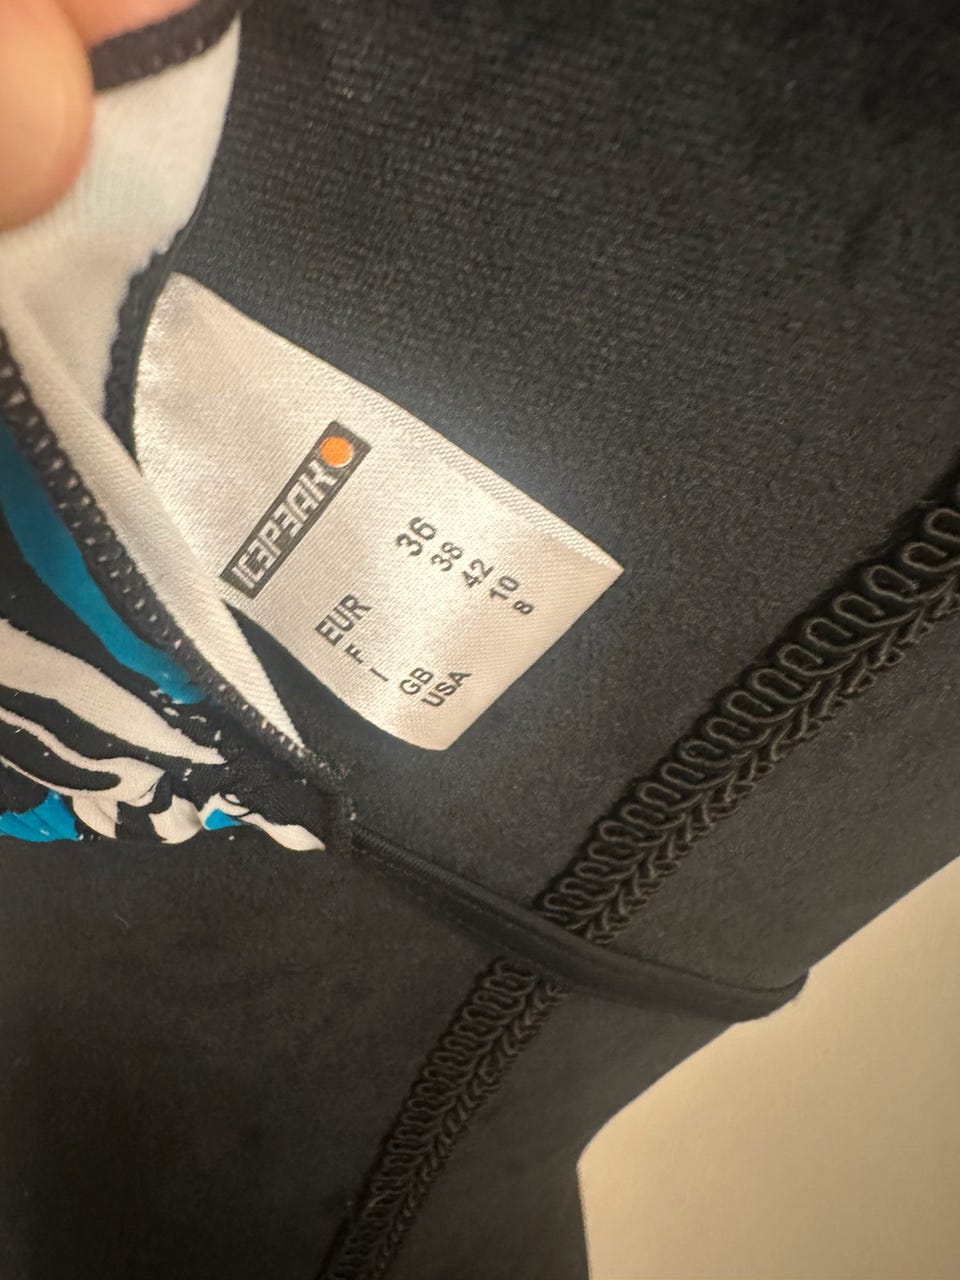 ICEPEAK
EUR 36
F 38
I 42
GB 10
USA 8